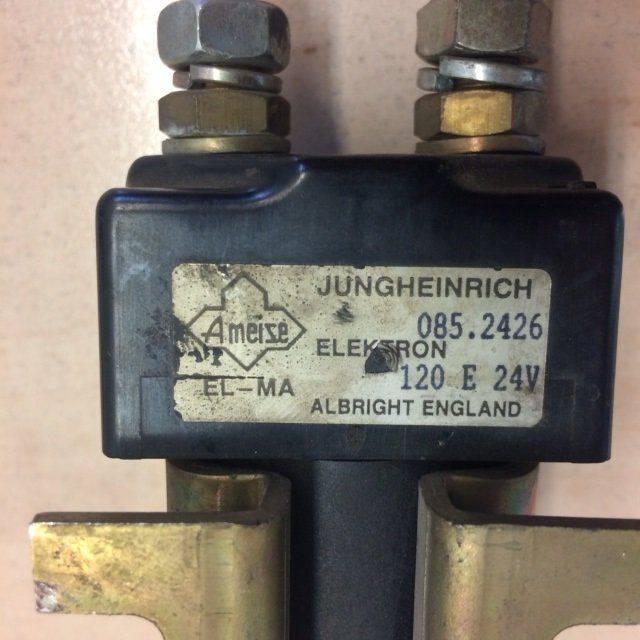 JUNGHEINRICH
Ameise
085.2426
ELEKTRON
EL-MA
120 E 24V
ALBRIGHT ENGLAND